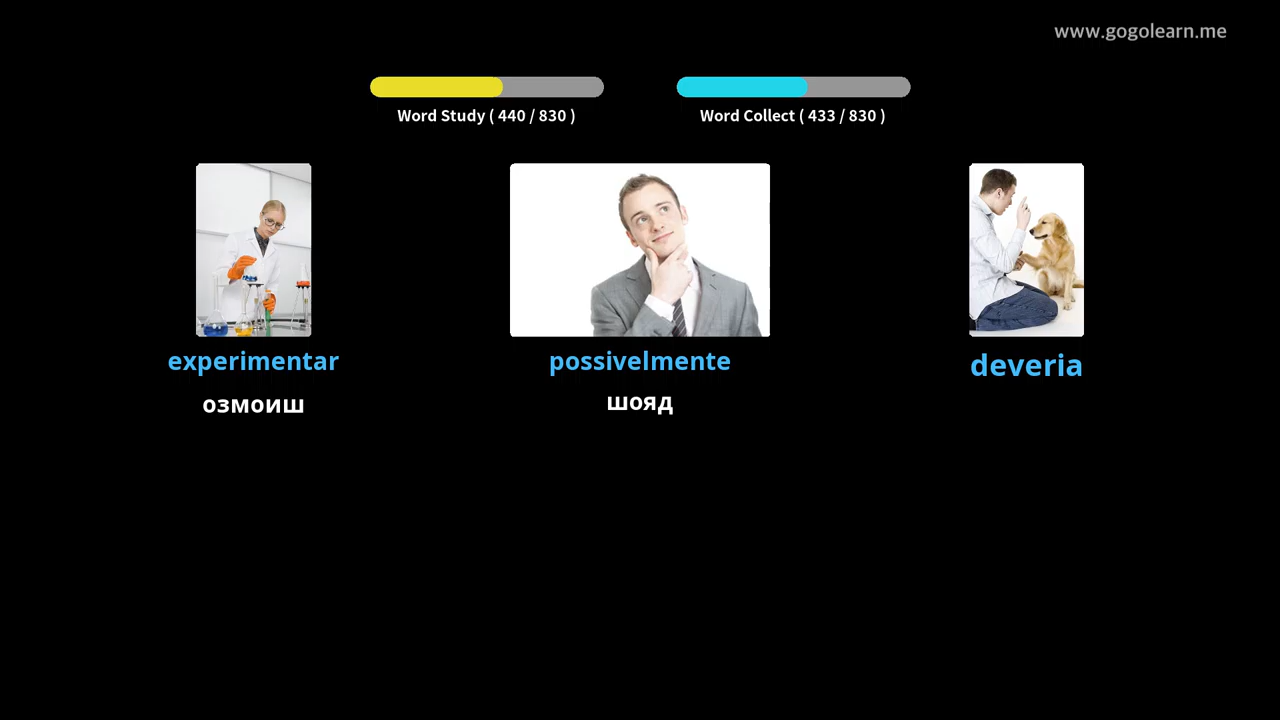 www.gogolearn.me
Word Study ( 440 / 830 )
Word Collect ( 433 / 830 )
experimentar
possivelmente
deveria
озмоиш
шояд